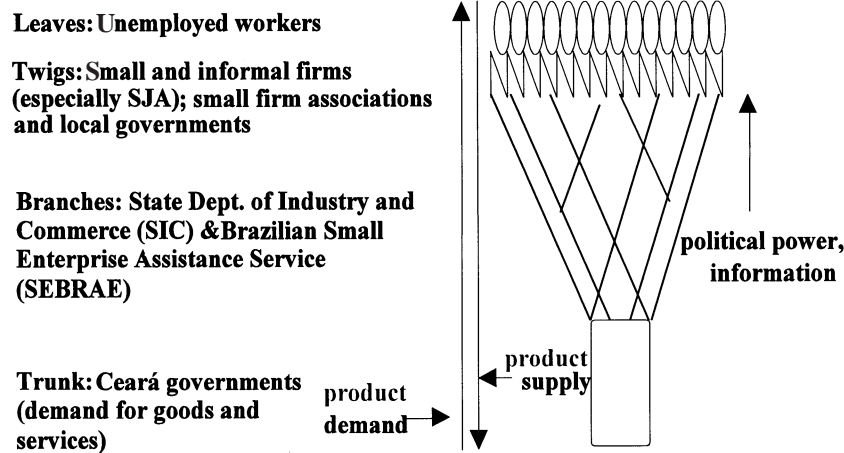 Leaves: Unemployed workers
Twigs: Small and informal firms
(especially SJA); small firm associations
and local governments
Branches: State Dept. of Industry and
Commerce (SIC) &Brazilian Small
Enterprise Assistance Service
(SEBRAE)
political power,
information
Trunk: Ceará governments
(demand for goods and
services)
product
demand
product
supply